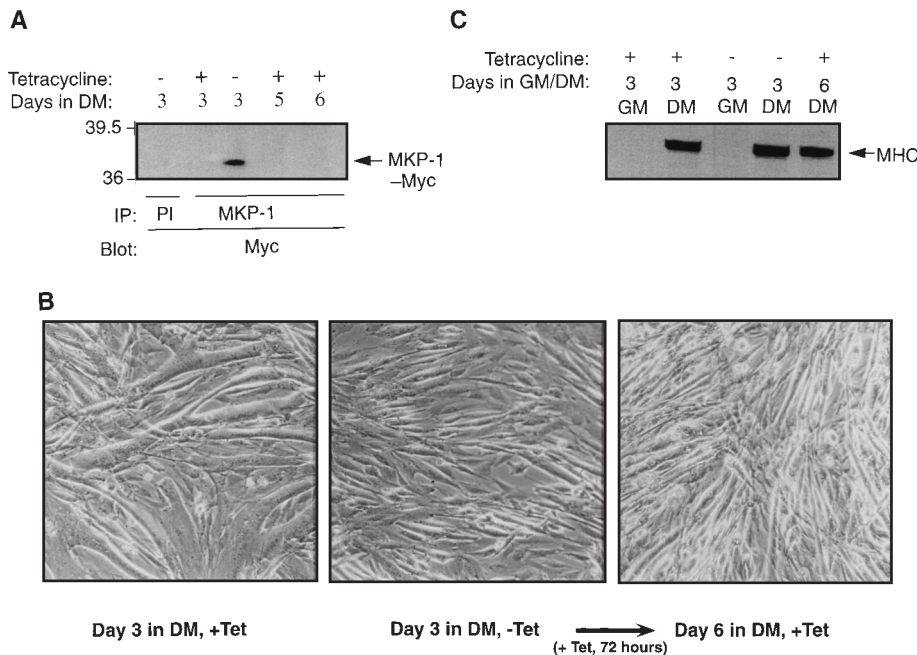 A
Tetracycline: - + - + +
Days in DM: 3 3 3 5 6
39.5
36
MKP-1
–Myc
IP: PI MKP-1
Blot: Myc
C
Tetracycline: + + - - +
Days in GM/DM: 3 3 3 3 6
GM DM GM DM DM
MHC
B
Day 3 in DM, +Tet
Day 3 in DM, -Tet
(+ Tet, 72 hours)
Day 6 in DM, +Tet